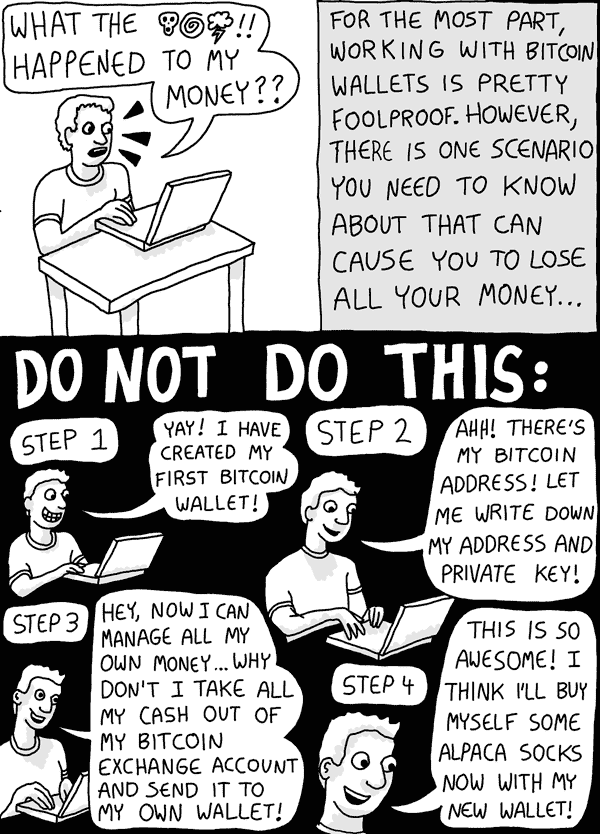 WHAT THE !!
HAPPENED TO MY
MONEY??
FOR THE MOST PART,
WORKING WITH BITCOIN
WALLETS IS PRETTY
FOOLPROOF. HOWEVER,
THERE IS ONE SCENARIO
YOU NEED TO KNOW
ABOUT THAT CAN
CAUSE YOU TO LOSE
ALL YOUR MONEY...
DO NOT DO THIS:
STEP 1
YAY! I HAVE
CREATED MY
FIRST BITCOIN
WALLET!
STEP 2
AHH! THERE'S
MY BITCOIN
ADDRESS! LET
ME WRITE DOWN
MY ADDRESS AND
PRIVATE KEY!
STEP 3
HEY, NOW I CAN
MANAGE ALL MY
OWN MONEY... WHY
DON'T I TAKE ALL
MY CASH OUT OF
MY BITCOIN
EXCHANGE ACCOUNT
AND SEND IT TO
MY OWN WALLET!
STEP 4
THIS IS SO
AWESOME! I
THINK I'LL BUY
MYSELF SOME
ALPACA SOCKS
NOW WITH MY
NEW WALLET!